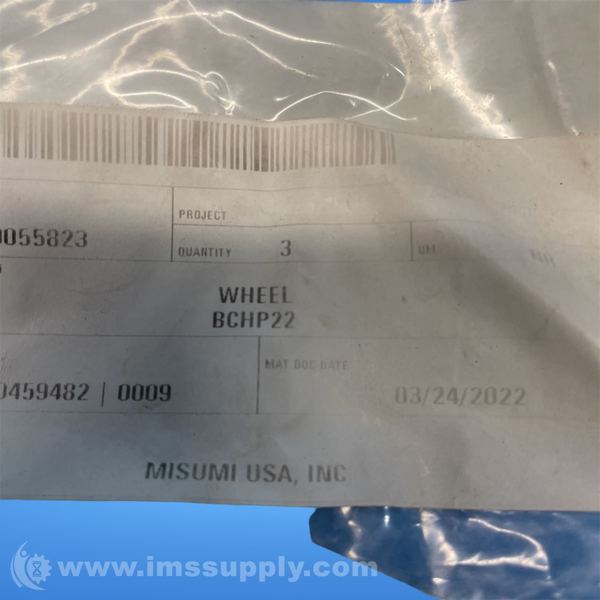 PROJECT
0055823
QUANTITY 3 UM NR
WHEEL
BCHP22
MAT DOC DATE
0459482 | 0009 03/24/2022
MISUMI USA, INC
www.imssupply.com